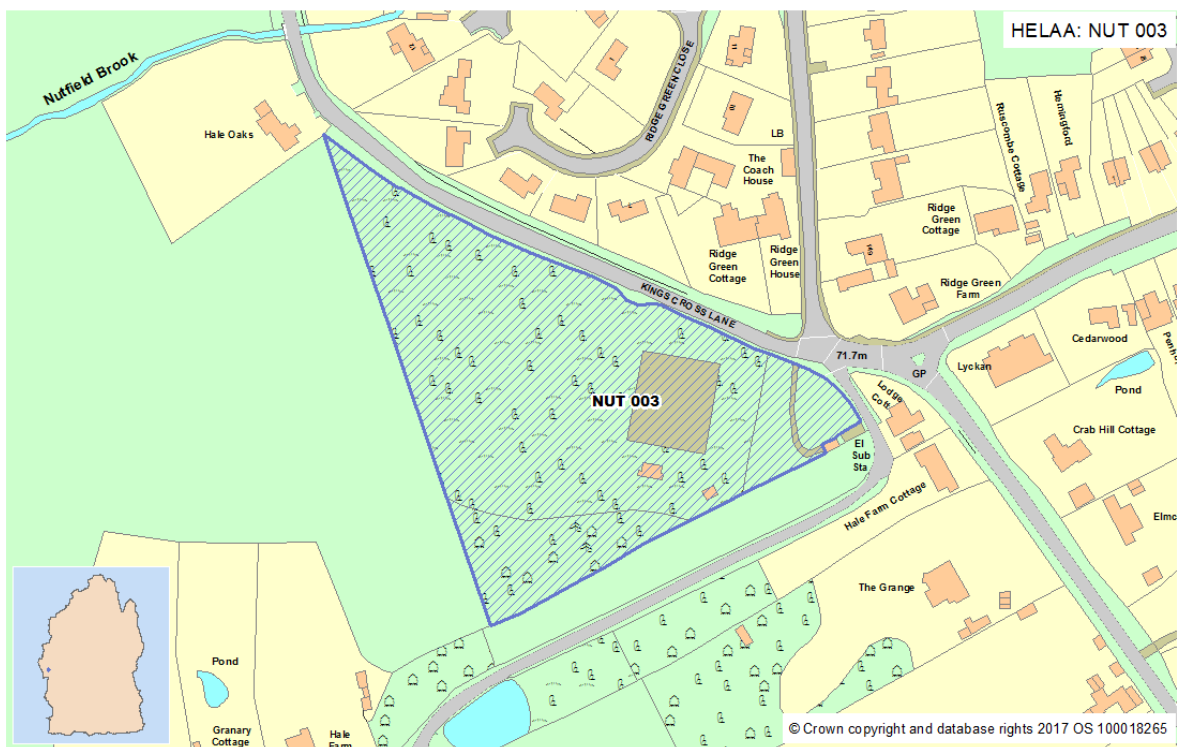 HELAA: NUT 003
Nutfield Brook
Hale Oaks
RIDGE GREEN CLOSE
LB
The
Coach
House
Ruscombe Cottage
Hemingford
Ridge
Green
Cottage
Ridge
Green
Cottage
Ridge
Green
House
Ridge Green
Farm
KINGS CROSS LANE
71.7m
GP
Cedarwood
Lyckan
Pond
Lodge
Cott
NUT 003
El
Sub
Sta
Crab Hill Cottage
Hale Farm Cottage
Elmc
The Grange
Pond
Granary
Cottage
Hale
Farm
© Crown copyright and database rights 2017 OS 100018265